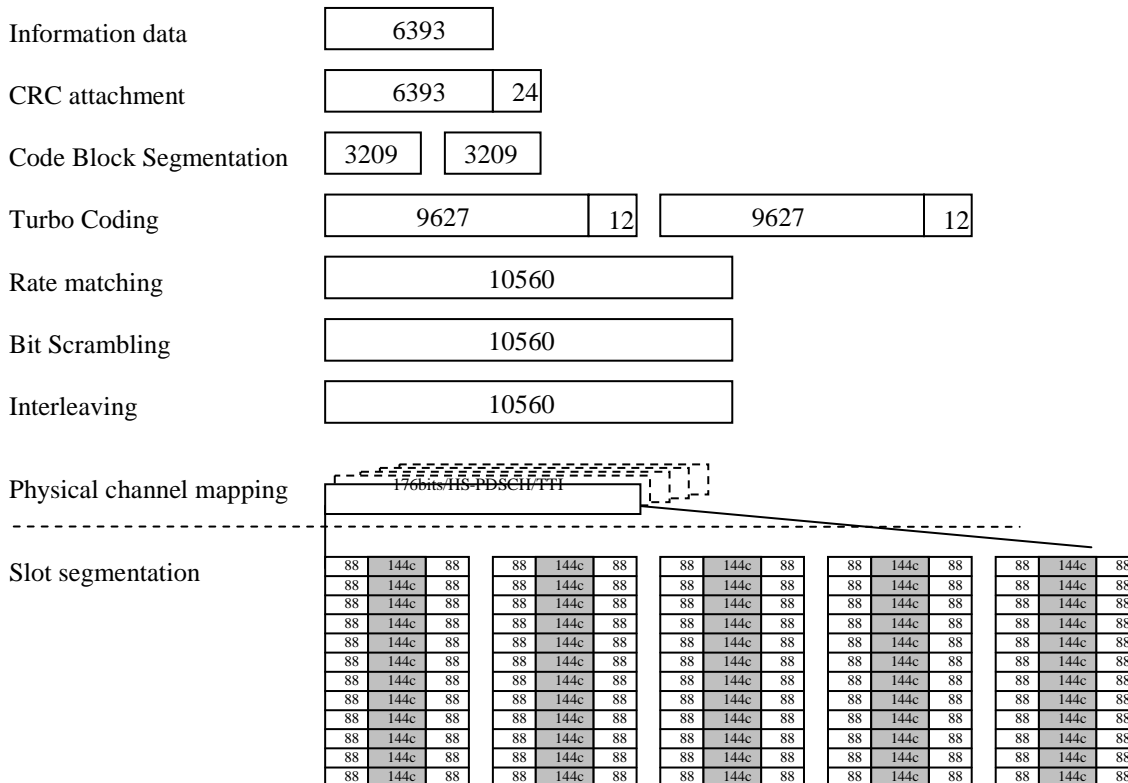 Information data 6393
CRC attachment 6393 24
Code Block Segmentation 3209 3209
Turbo Coding 9627 12 9627 12
Rate matching 10560
Bit Scrambling 10560
Interleaving 10560
Physical channel mapping 176bits/HS-PDSCH/TTI
Slot segmentation 88 144c 88 88 144c 88 88 144c 88 88 144c 88 88 144c 88
88 144c 88 88 144c 88 88 144c 88 88 144c 88 88 144c 88
88 144c 88 88 144c 88 88 144c 88 88 144c 88 88 144c 88
88 144c 88 88 144c 88 88 144c 88 88 144c 88 88 144c 88
88 144c 88 88 144c 88 88 144c 88 88 144c 88 88 144c 88
88 144c 88 88 144c 88 88 144c 88 88 144c 88 88 144c 88
88 144c 88 88 144c 88 88 144c 88 88 144c 88 88 144c 88
88 144c 88 88 144c 88 88 144c 88 88 144c 88 88 144c 88
88 144c 88 88 144c 88 88 144c 88 88 144c 88 88 144c 88
88 144c 88 88 144c 88 88 144c 88 88 144c 88 88 144c 88
88 144c 88 88 144c 88 88 144c 88 88 144c 88 88 144c 88
88 144c 88 88 144c 88 88 144c 88 88 144c 88 88 144c 88